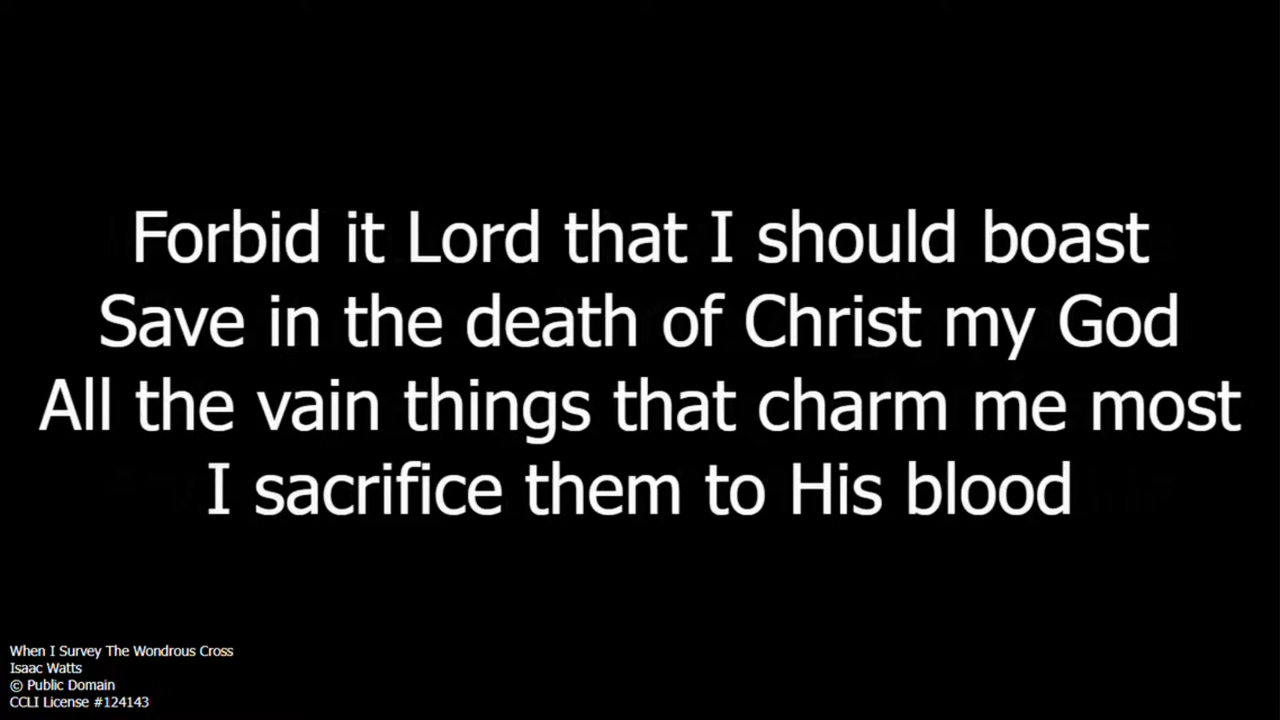 Forbid it Lord that I should boast
Save in the death of Christ my God
All the vain things that charm me most
I sacrifice them to His blood
When I Survey The Wondrous Cross
Isaac Watts
© Public Domain
CCLI License #124143